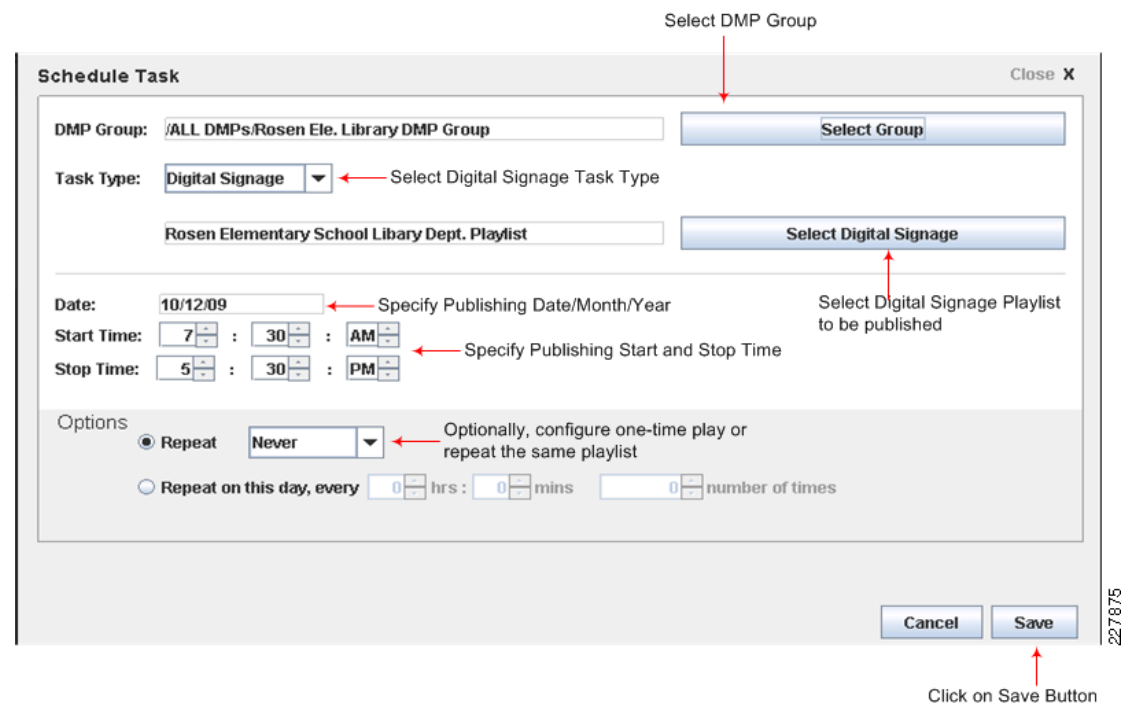 Select DMP Group
Schedule Task
Close X
DMP Group: /ALL DMPs/Rosen Ele. Library DMP Group Select Group
Task Type: Digital Signage Select Digital Signage Task Type
Rosen Elementary School Libary Dept. Playlist Select Digital Signage
Date: 10/12/09 Specify Publishing Date/Month/Year
Select Digital Signage Playlist
to be published
Start Time: 7 : 30 : AM
Specify Publishing Start and Stop Time
Stop Time: 5 : 30 : PM
Options
Repeat Never
Optionally, configure one-time play or
repeat the same playlist
Repeat on this day, every 0 hrs : 0 mins 0 number of times
Cancel Save
227875
Click on Save Button